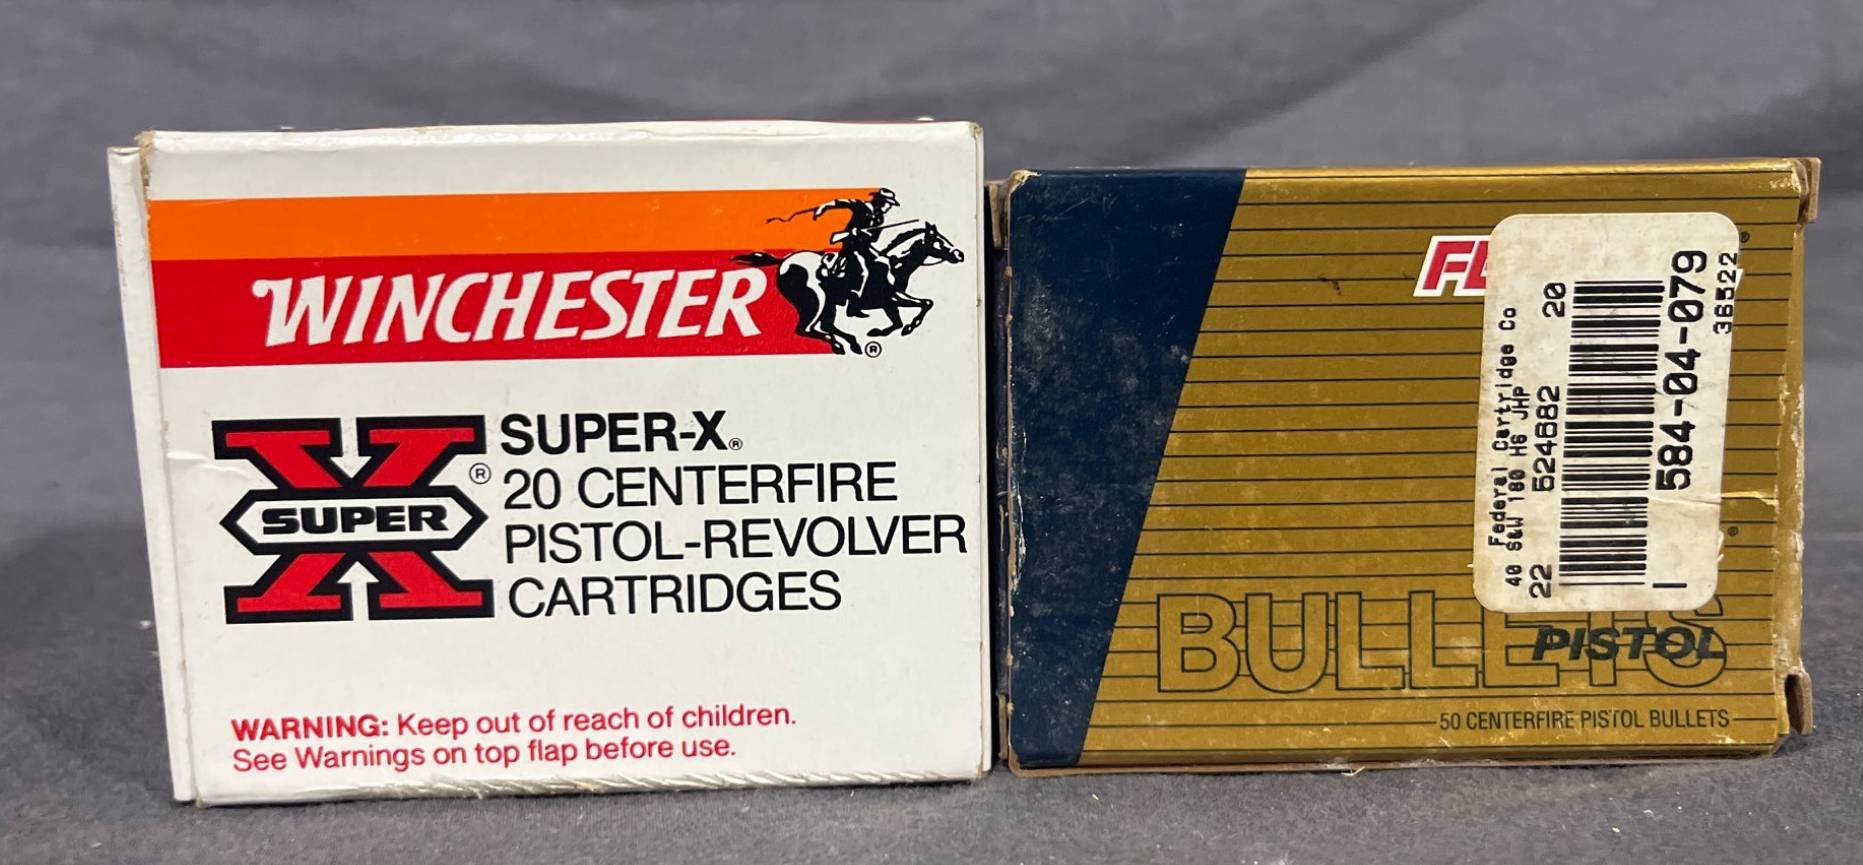 WINCHESTER
®
SUPER
®
SUPER-X®
20 CENTERFIRE
PISTOL-REVOLVER
CARTRIDGES
WARNING: Keep out of reach of children.
See Warnings on top flap before use.
®
Federal Cartridge Co
40 S&W 180 HS JHP
22 524682 20
584-04-079
36522
®
BULLETS
PISTOL
50 CENTERFIRE PISTOL BULLETS